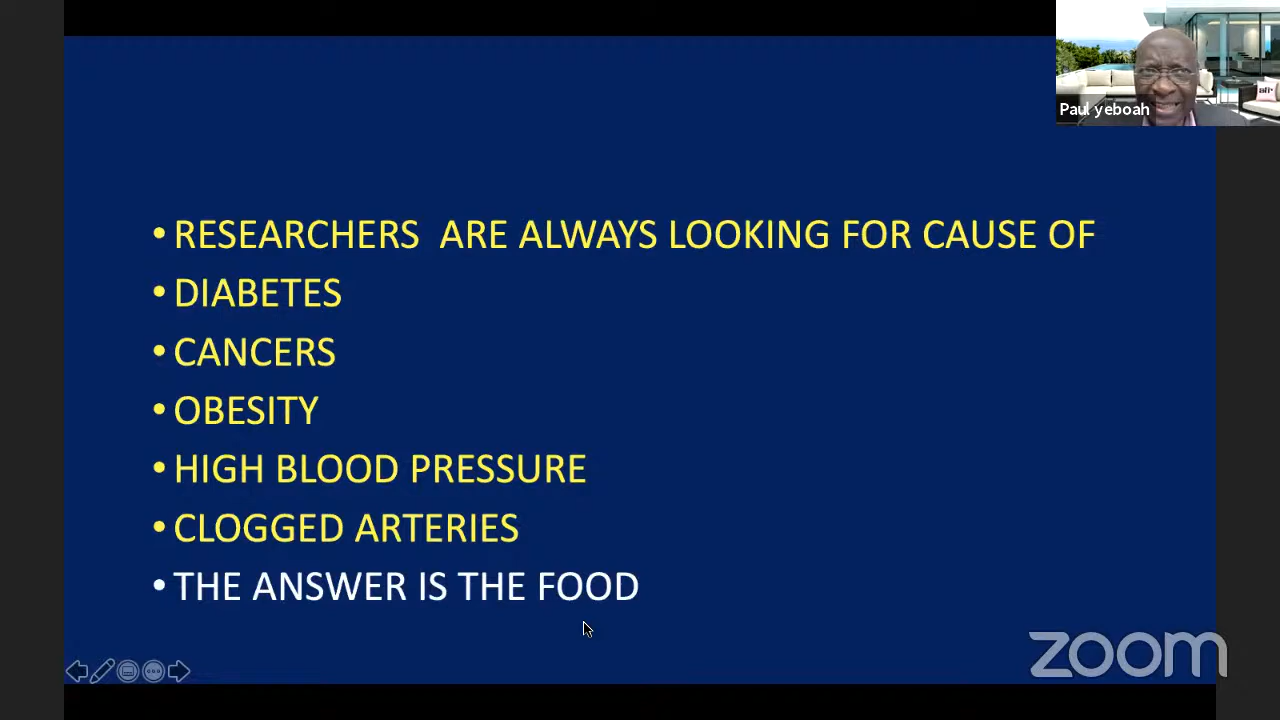 Paul yeboah
• RESEARCHERS  ARE ALWAYS LOOKING FOR CAUSE OF
• DIABETES
• CANCERS
• OBESITY
• HIGH BLOOD PRESSURE
• CLOGGED ARTERIES
• THE ANSWER IS THE FOOD
zoom